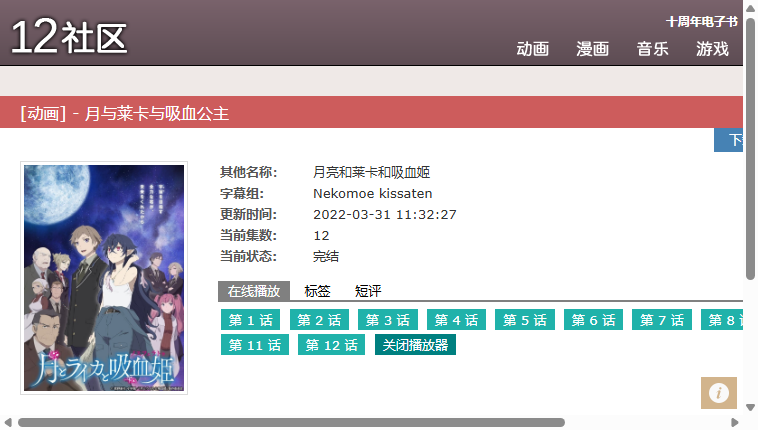 十周年电子书
12社区
动画 漫画 音乐 游戏
[动画] - 月与莱卡与吸血公主
其他名称: 月亮和莱卡和吸血姬
字幕组: Nekomoe kissaten
更新时间: 2022-03-31 11:32:27
当前集数: 12
当前状态: 完结
在线播放 标签 短评
第 1 话 第 2 话 第 3 话 第 4 话 第 5 话 第 6 话 第 7 话 第 8
第 11 话 第 12 话 关闭播放器
月とライカと吸血姫